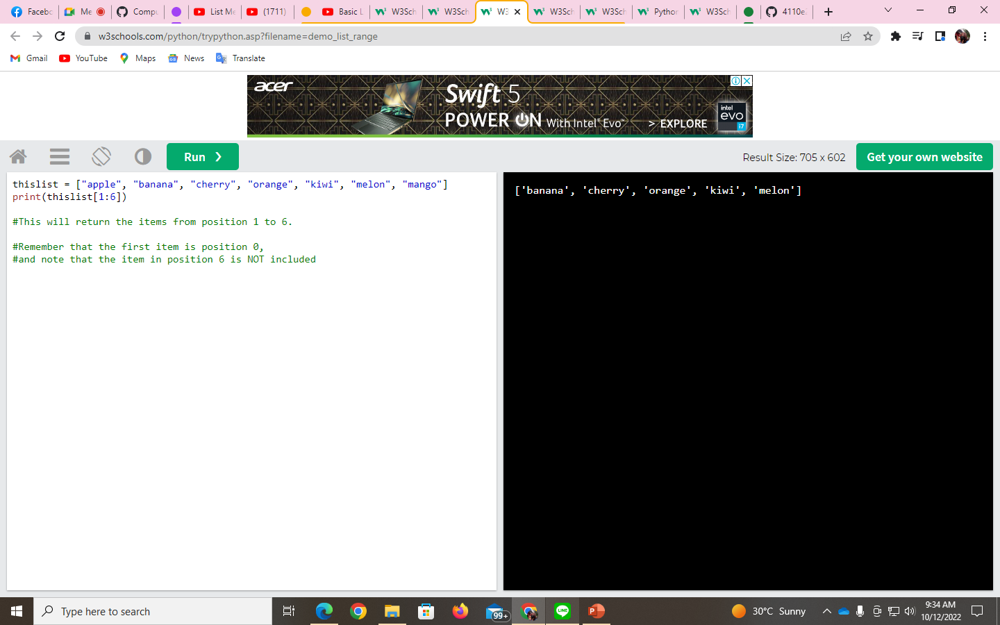 Facebo
Me
Compu
List Me
(1711)
Basic L
W3Sch
W3Sch
W3
W3Sch
W3Sch
Python
W3Sch
4110e
w3schools.com/python/trypython.asp?filename=demo_list_range
Gmail
YouTube
Maps
News
Translate
acer
Swift 5
POWER ON With Intel® Evo™
> EXPLORE
intel
evo
i7
Run ❯
Result Size: 705 x 602
Get your own website
thislist = ["apple", "banana", "cherry", "orange", "kiwi", "melon", "mango"]
print(thislist[1:6])
#This will return the items from position 1 to 6.
#Remember that the first item is position 0,
#and note that the item in position 6 is NOT included
['banana', 'cherry', 'orange', 'kiwi', 'melon']
Type here to search
99+
LINE
P
30°C Sunny
9:34 AM
10/12/2022